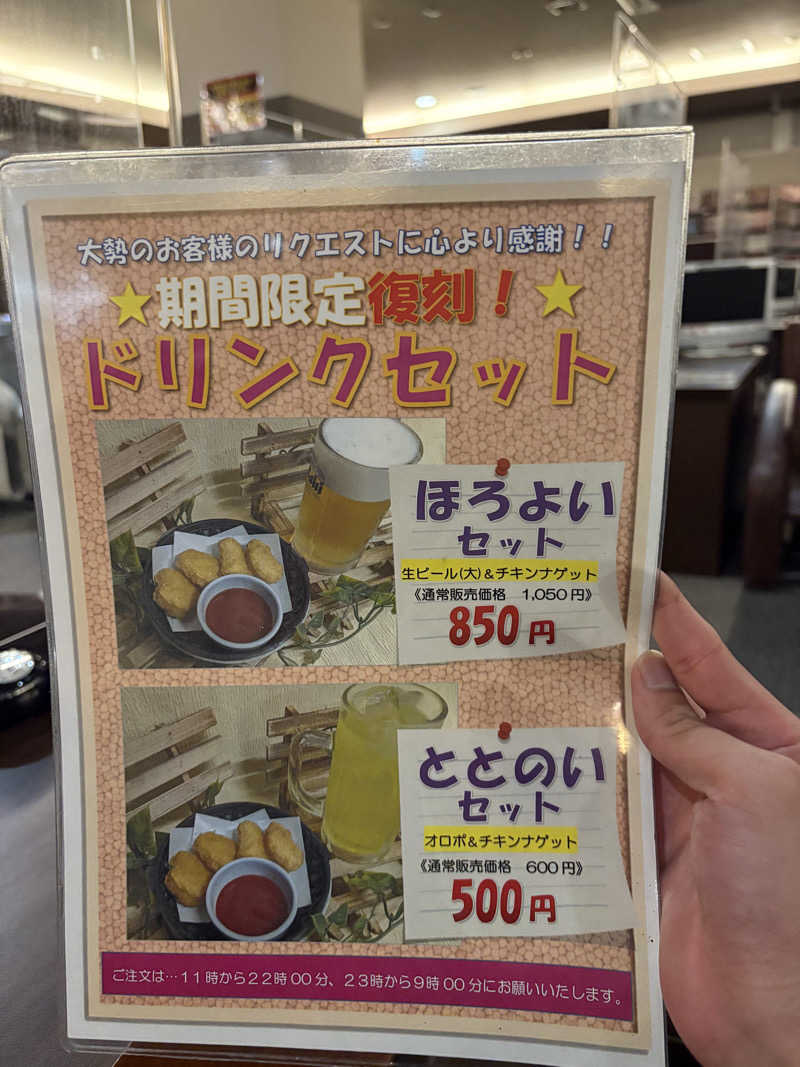 大勢のお客様のリクエストに心より感謝！！
★期間限定復刻！★
ドリンクセット
ほろよい
セット
生ビール(大)＆チキンナゲット
《通常販売価格　1,050円》
850円
ととのい
セット
オロポ＆チキンナゲット
《通常販売価格　600円》
500円
ご注文は…11時から22時00分、23時から9時00分にお願いいたします。